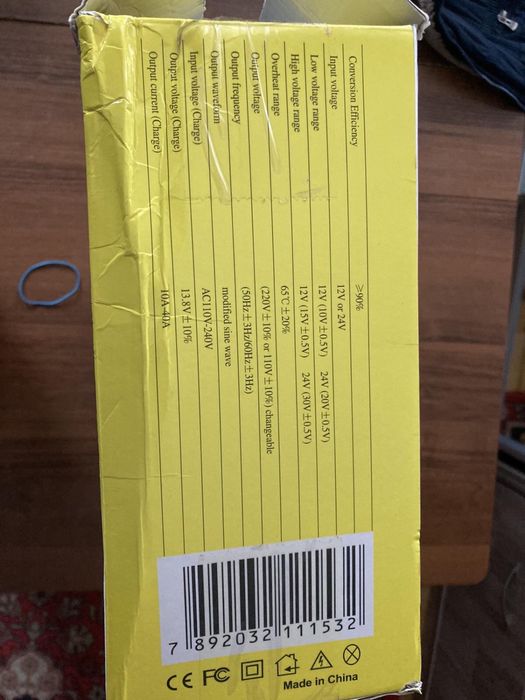 Conversion Efficiency ≥90%
Input voltage 12V or 24V
Low voltage range 12V (10V±0.5V) 24V (20V±0.5V)
High voltage range 12V (15V±0.5V) 24V (30V±0.5V)
Overheat range 65℃±20%
Output voltage (220V±10% or 110V±10%) changeable
Output frequency (50Hz±3Hz/60Hz±3Hz)
Output waveform modified sine wave
Input voltage (Charge) AC110V-240V
Output voltage (Charge) 13.8V±10%
Output current (Charge) 10A-40A
7 892032 111532
CE FC
Made in China